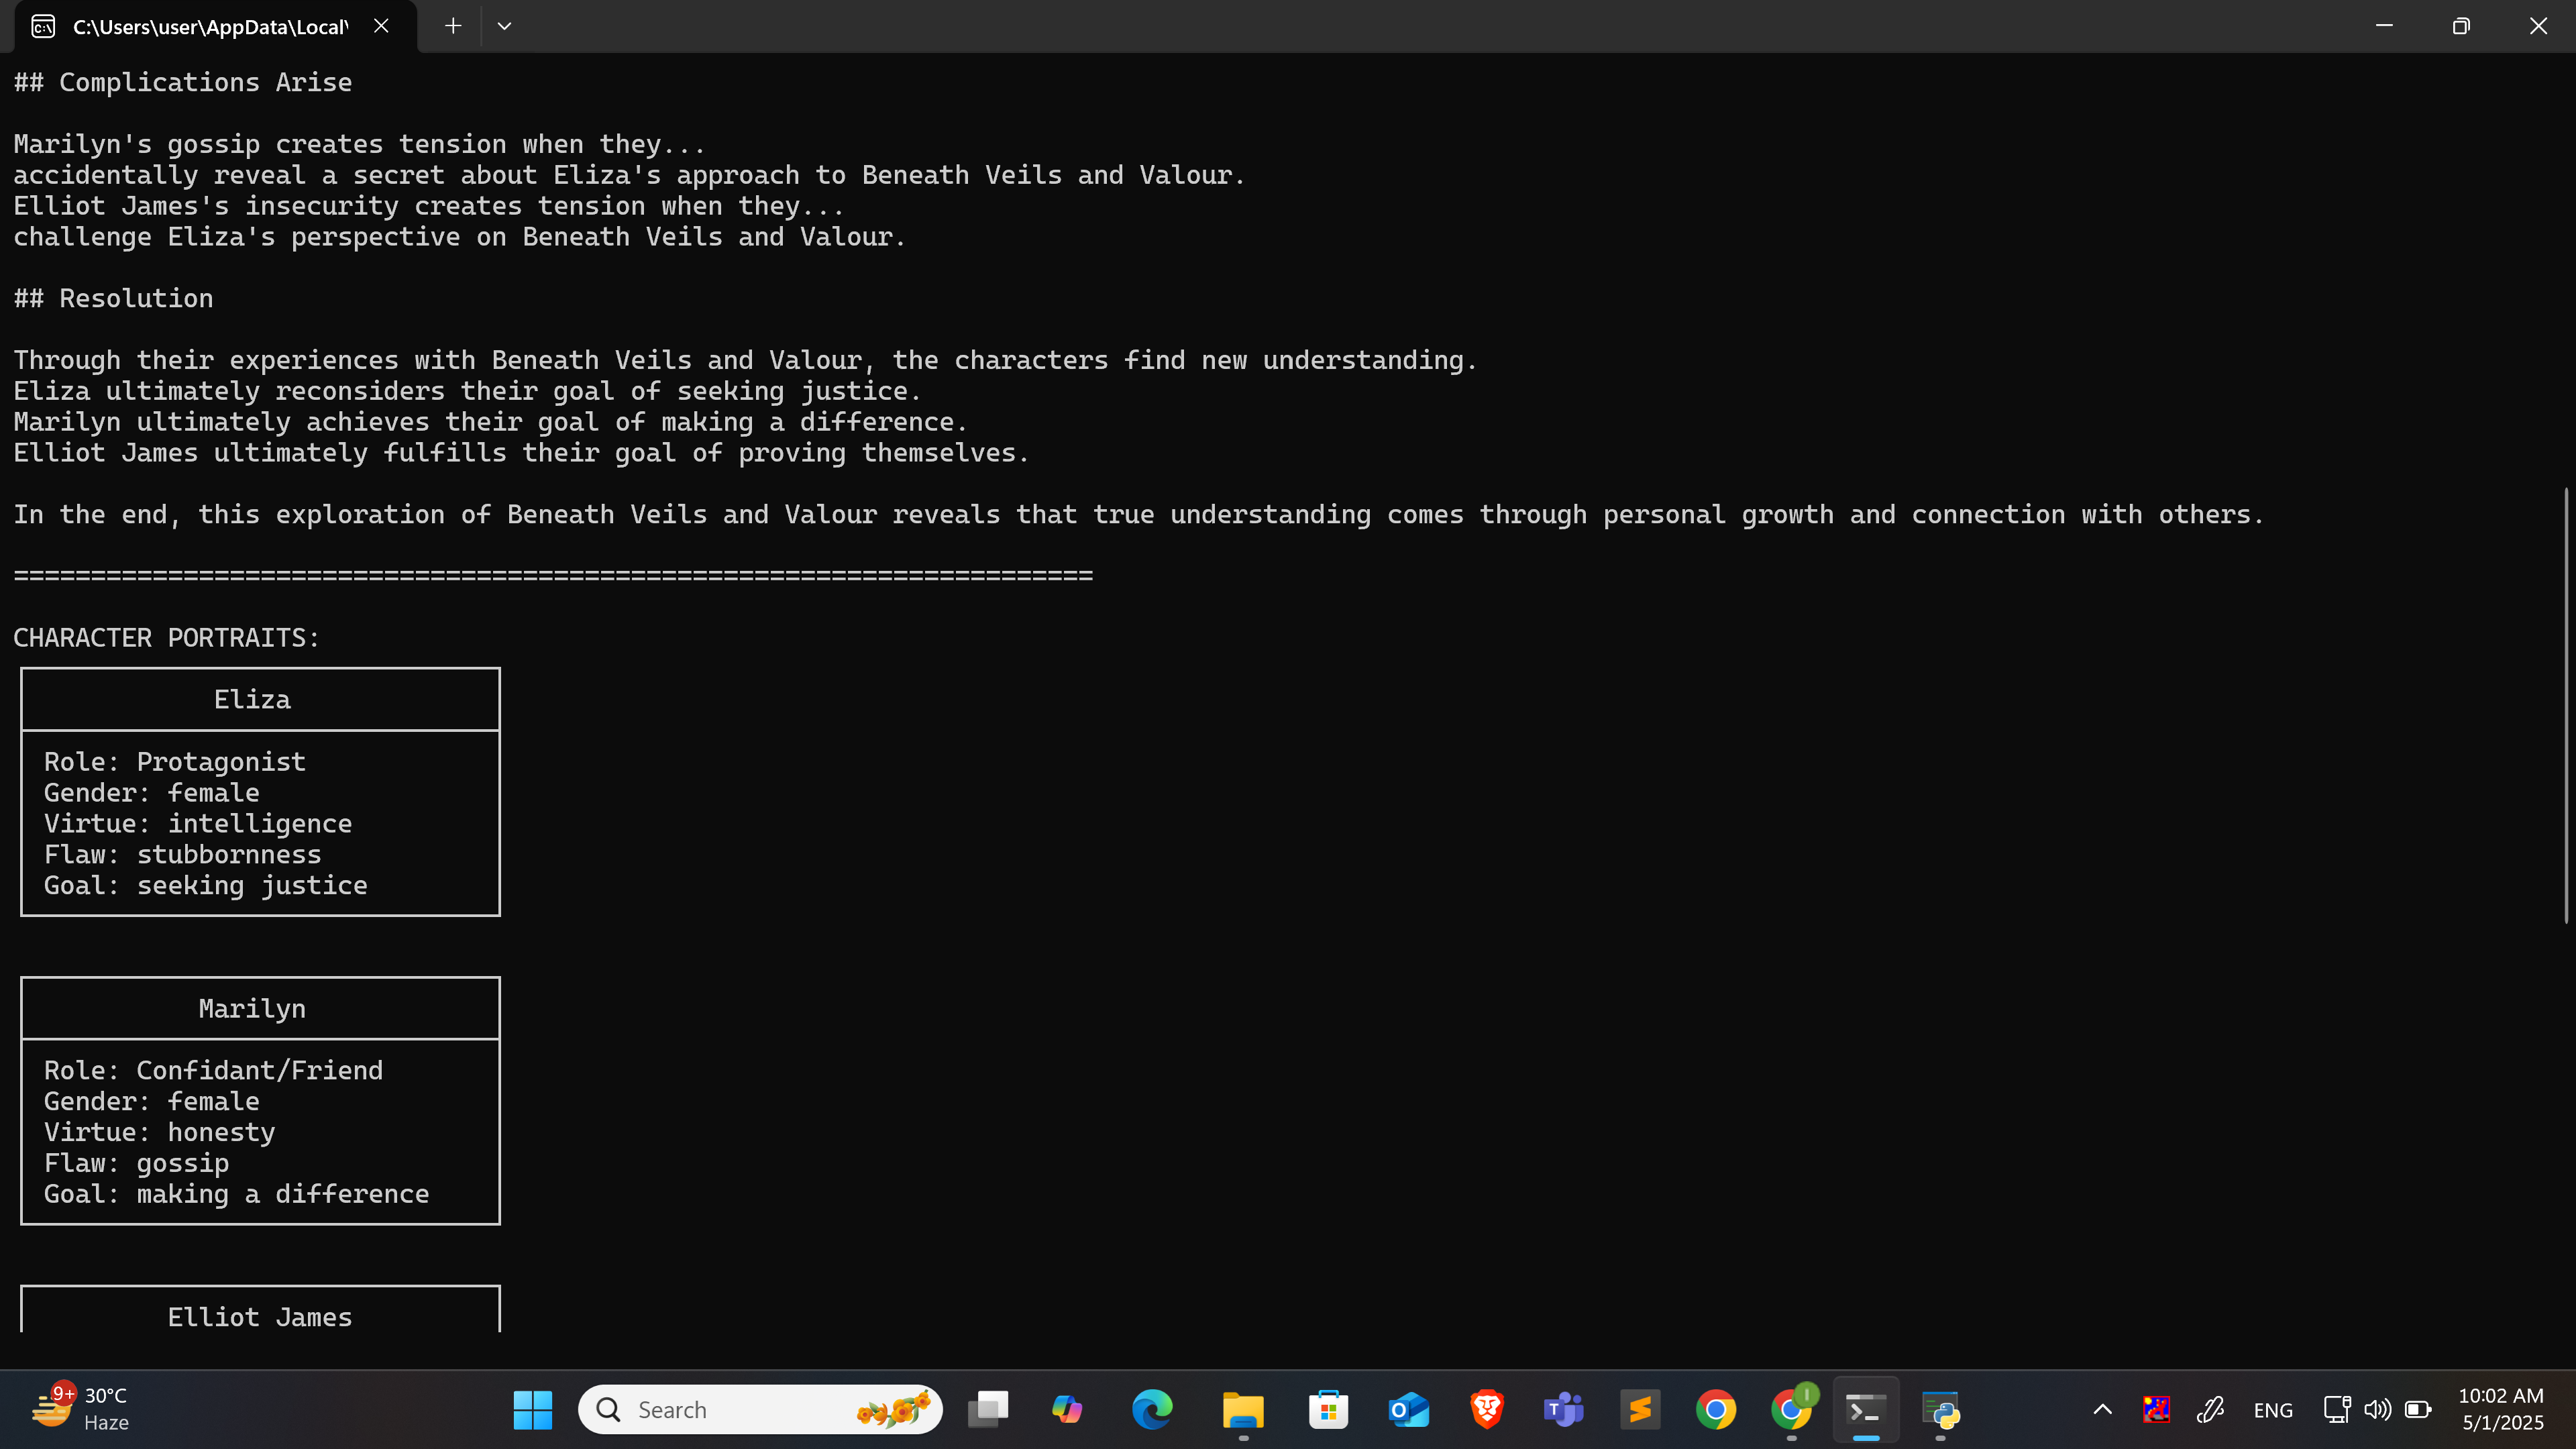 C:\Users\user\AppData\Local\
## Complications Arise
Marilyn's gossip creates tension when they...
accidentally reveal a secret about Eliza's approach to Beneath Veils and Valour.
Elliot James's insecurity creates tension when they...
challenge Eliza's perspective on Beneath Veils and Valour.
## Resolution
Through their experiences with Beneath Veils and Valour, the characters find new understanding.
Eliza ultimately reconsiders their goal of seeking justice.
Marilyn ultimately achieves their goal of making a difference.
Elliot James ultimately fulfills their goal of proving themselves.
In the end, this exploration of Beneath Veils and Valour reveals that true understanding comes through personal growth and connection with others.
======================================================================
CHARACTER PORTRAITS:
Eliza
Role: Protagonist
Gender: female
Virtue: intelligence
Flaw: stubbornness
Goal: seeking justice
Marilyn
Role: Confidant/Friend
Gender: female
Virtue: honesty
Flaw: gossip
Goal: making a difference
Elliot James
9+
30°C
Haze
Search
ENG
10:02 AM
5/1/2025